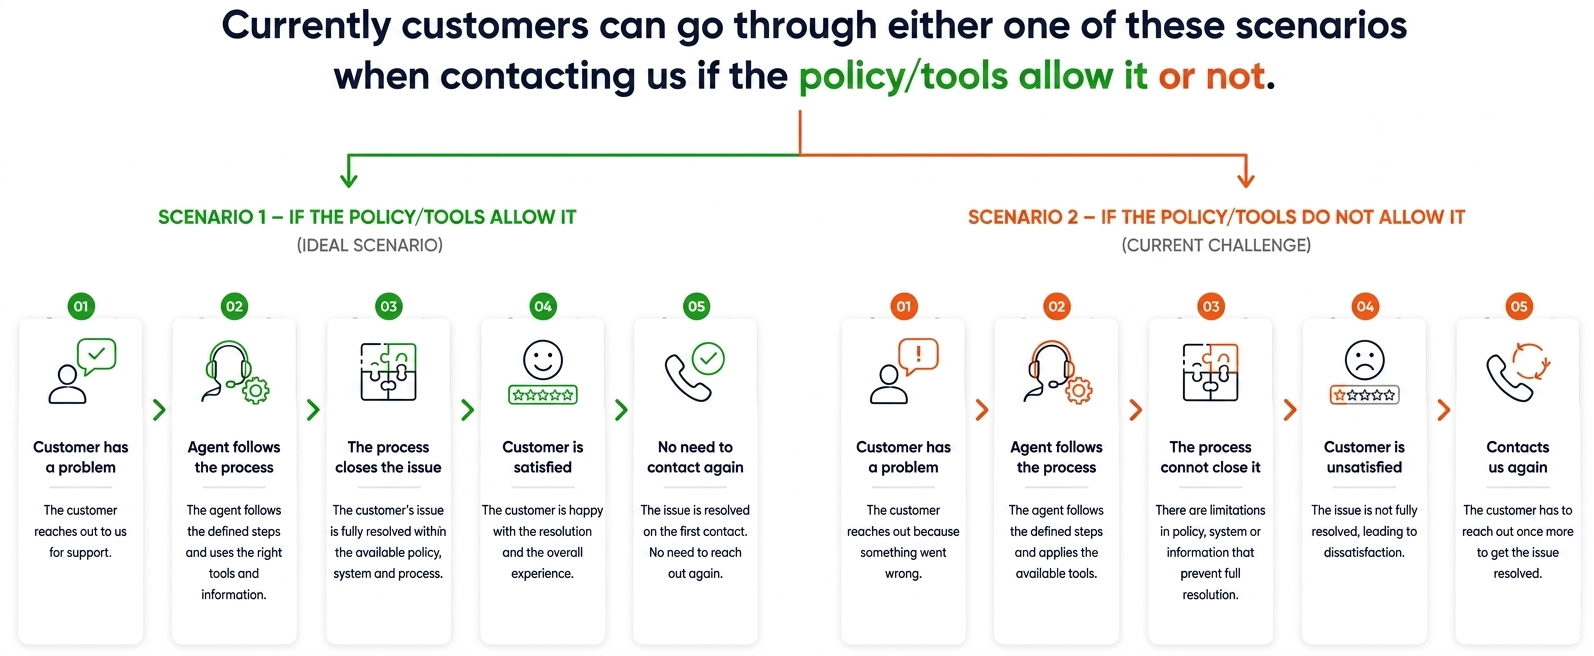 Currently customers can go through either one of these scenarios
when contacting us if the policy/tools allow it or not.
SCENARIO 1 – IF THE POLICY/TOOLS ALLOW IT
(IDEAL SCENARIO)
01
Customer has
a problem
The customer
reaches out to us
for support.
02
Agent follows
the process
The agent follows
the defined steps
and uses the right
tools and
information.
03
The process
closes the issue
The customer's issue
is fully resolved within
the available policy,
system and process.
04
Customer is
satisfied
The customer is happy
with the resolution
and the overall
experience.
05
No need to
contact again
The issue is resolved
on the first contact.
No need to reach
out again.
SCENARIO 2 – IF THE POLICY/TOOLS DO NOT ALLOW IT
(CURRENT CHALLENGE)
01
Customer has
a problem
The customer
reaches out because
something went
wrong.
02
Agent follows
the process
The agent follows
the defined steps
and applies the
available tools.
03
The process
connot close it
There are limitations
in policy, system or
information that
prevent full
resolution.
04
Customer is
unsatisfied
The issue is not fully
resolved, leading to
dissatisfaction.
05
Contacts
us again
The customer has to
reach out once more
to get the issue
resolved.